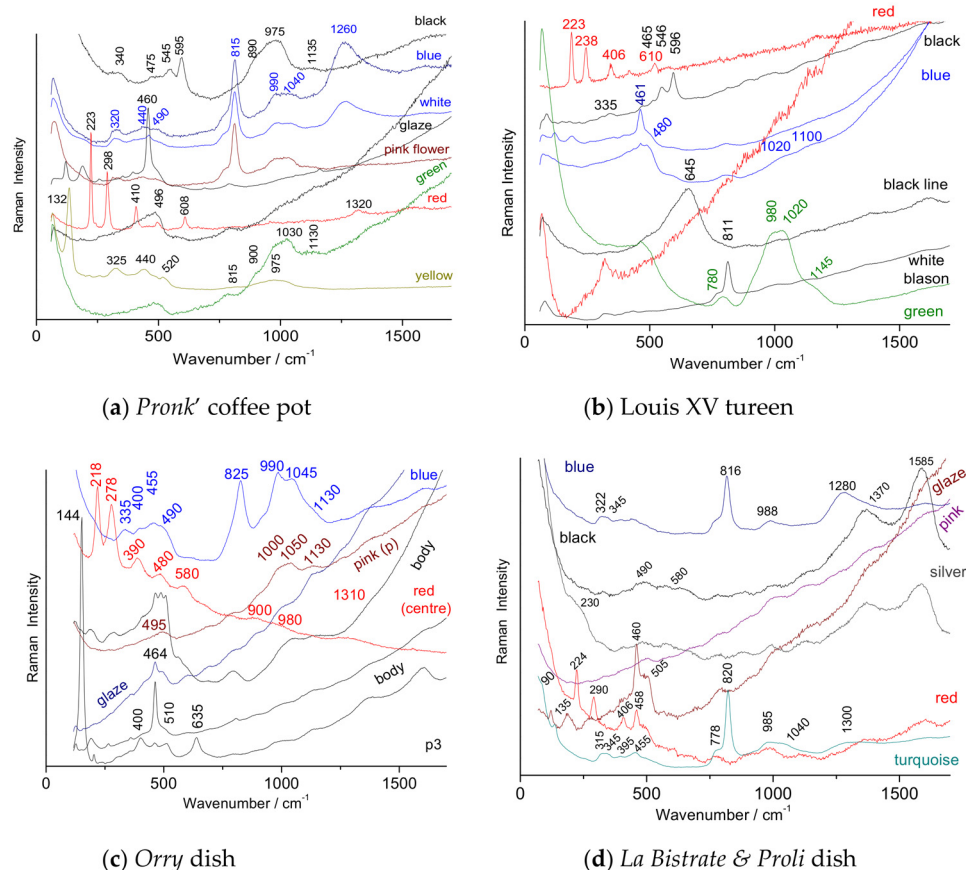 black
975
1260
340
475
545
595
890
1135
815
blue
990
1040
white
460
440
490
320
223
glaze
298
pink flower
green
132
410
496
608
red
1320
1030
1130
900
975
325
440
520
815
yellow
Raman Intensity
0 250 500 750 1000 1500
Wavenumber / cm-1
(a) Pronk' coffee pot
223
238
406
465
546
596
610
red
black
335
461
blue
480
1020
1100
645
black line
811
980
1020
780
1145
white
blason
green
Raman Intensity
0 500 750 1000 1500
Wavenumber / cm-1
(b) Louis XV tureen
218
278
335
400
455
490
825
990
1045
1130
blue
144
390
480
580
1000
1050
1130
pink (p)
body
1310
red
(centre)
900
980
495
464
glaze
body
400
510
635
p3
Raman Intensity
0 500 750 1000 1500
Wavenumber / cm-1
(c) Orry dish
blue
816
1585
glaze
322
345
988
1280
1370
pink
black
490
580
silver
230
460
224
90
135
290
406
458
505
820
red
315
345
395
455
778
985
1040
1300
turquoise
Raman Intensity
500 750 1000 1500
Wavenumber / cm-1
(d) La Bistrate & Proli dish